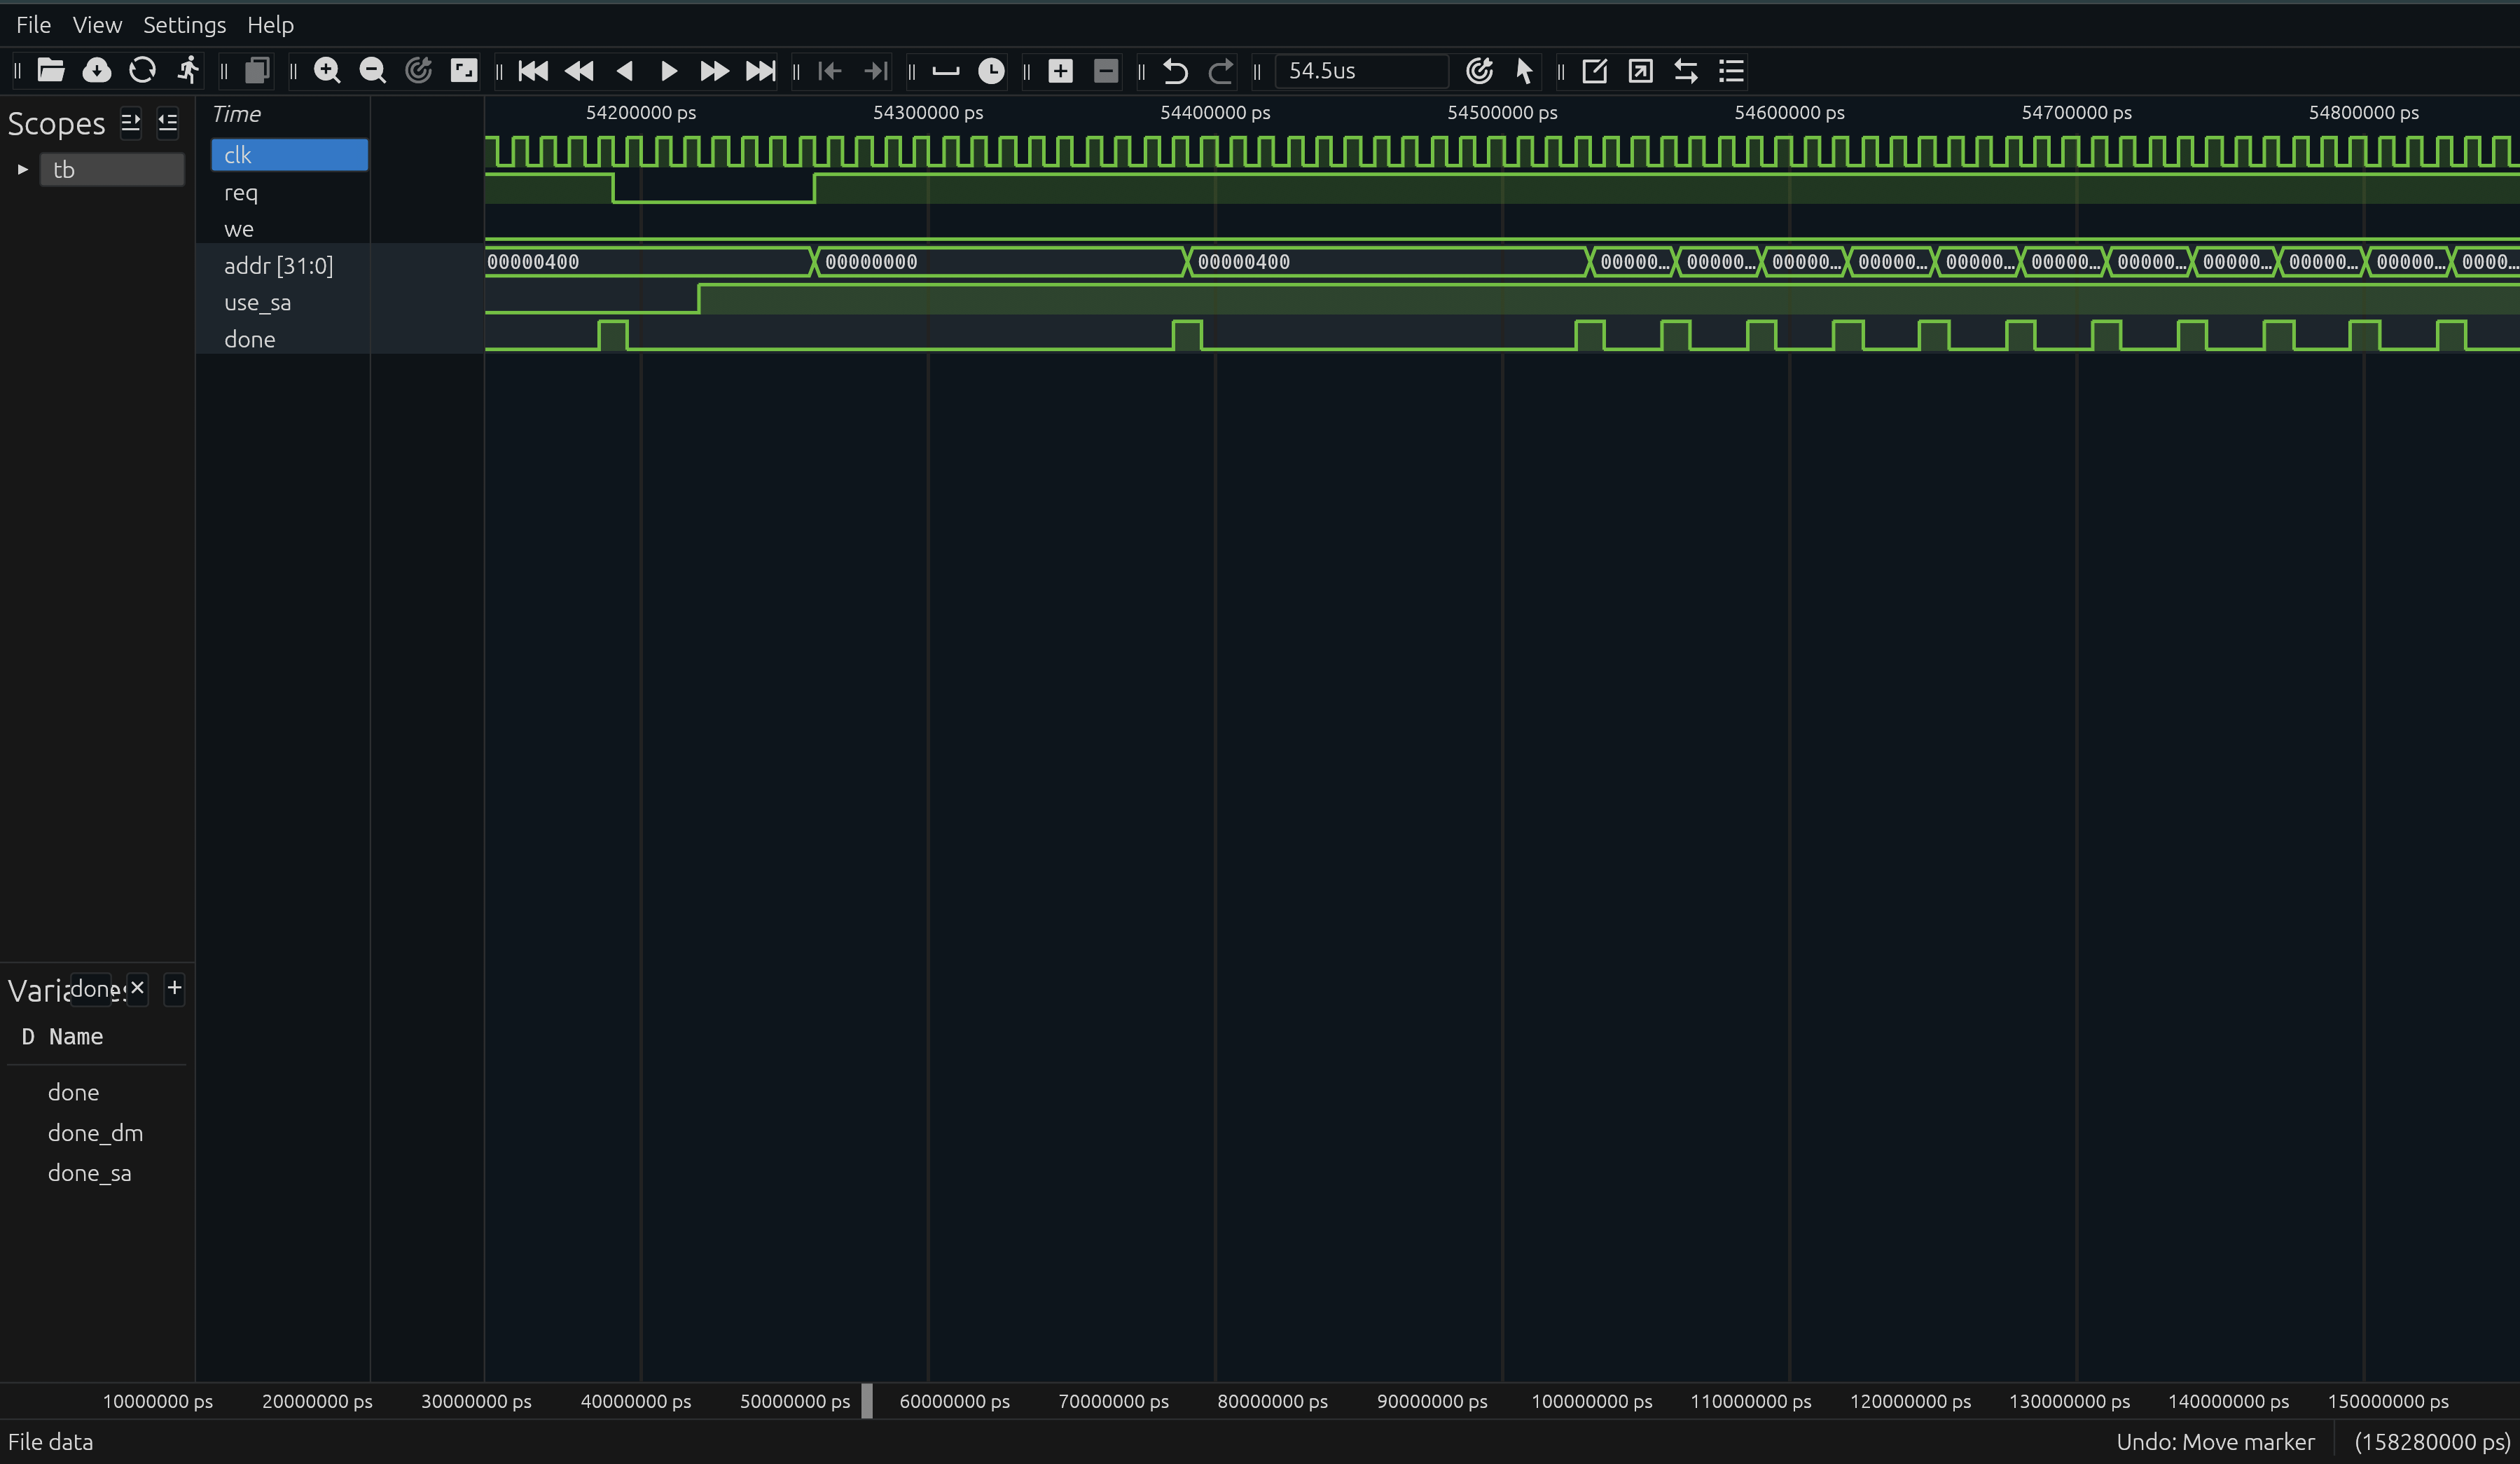 File View Settings Help
54.5us
Scopes
tb
Time
54200000 ps 54300000 ps 54400000 ps 54500000 ps 54600000 ps 54700000 ps 54800000 ps
clk
req
we
addr [31:0] 00000400 00000000 00000400 00000… 00000… 00000… 00000… 00000… 00000… 00000… 00000… 00000… 00000… 0000…
use_sa
done
done
D Name
done
done_dm
done_sa
10000000 ps 20000000 ps 30000000 ps 40000000 ps 50000000 ps 60000000 ps 70000000 ps 80000000 ps 90000000 ps 100000000 ps 110000000 ps 120000000 ps 130000000 ps 140000000 ps 150000000 ps
File data Undo: Move marker (158280000 ps)